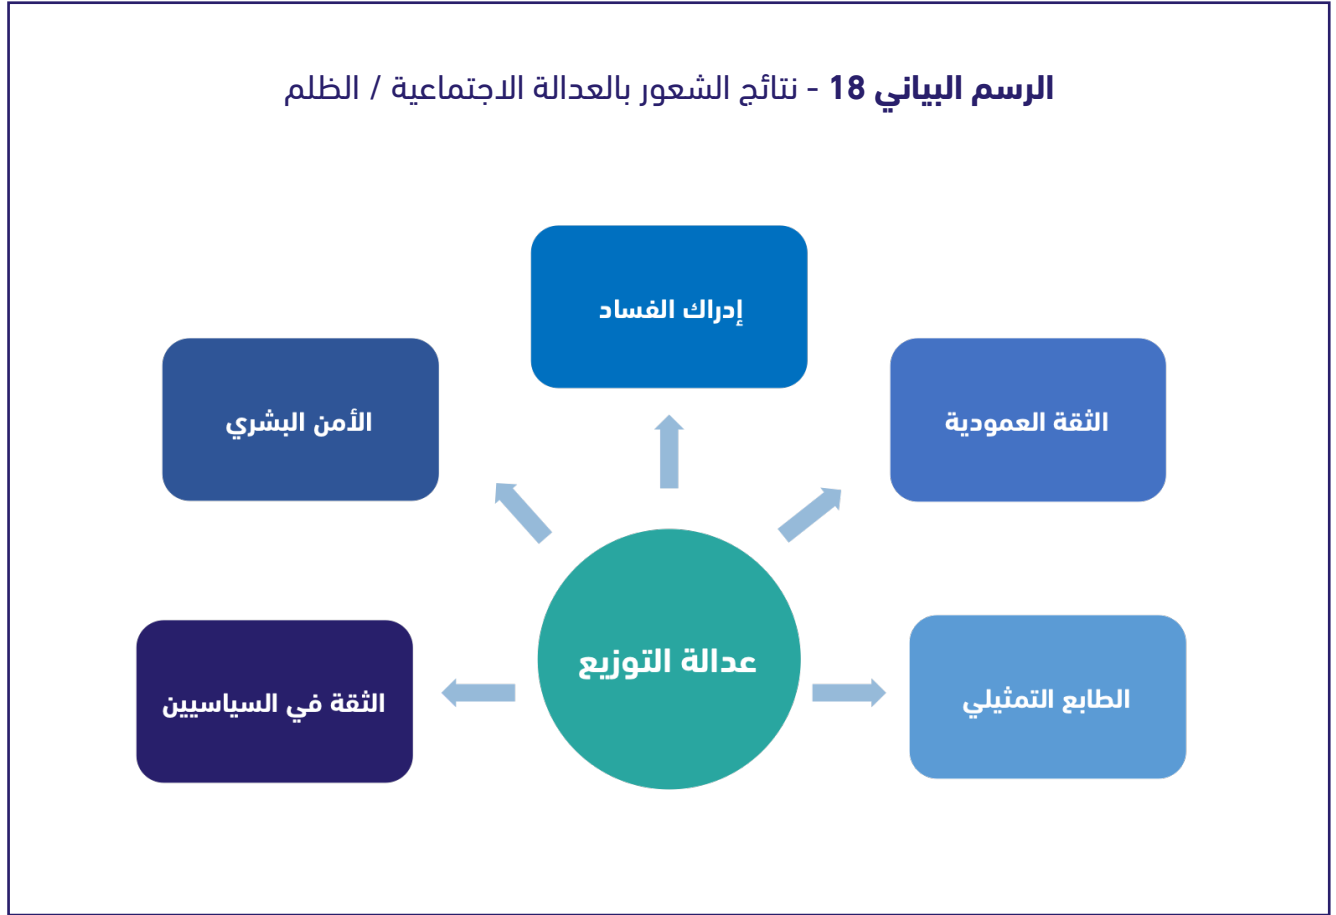 الرسم البياني 18 - نتائج الشعور بالعدالة الاجتماعية / الظلم
إدراك الفساد
الثقة العمودية
الأمن البشري
عدالة التوزيع
الطابع التمثيلي
الثقة في السياسيين